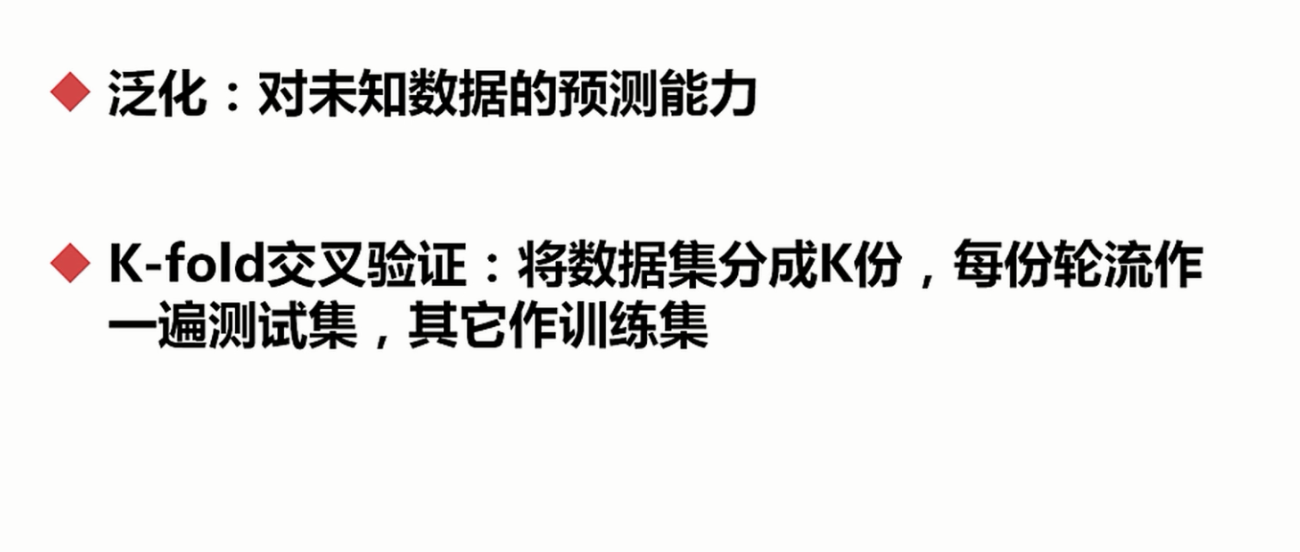 泛化：对未知数据的预测能力
K-fold交叉验证：将数据集分成K份，每份轮流作
一遍测试集，其它作训练集